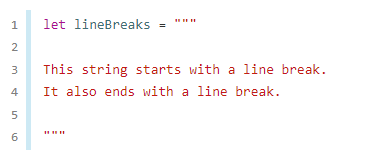 1 let lineBreaks = """
2
3 This string starts with a line break.
4 It also ends with a line break.
5
6 """